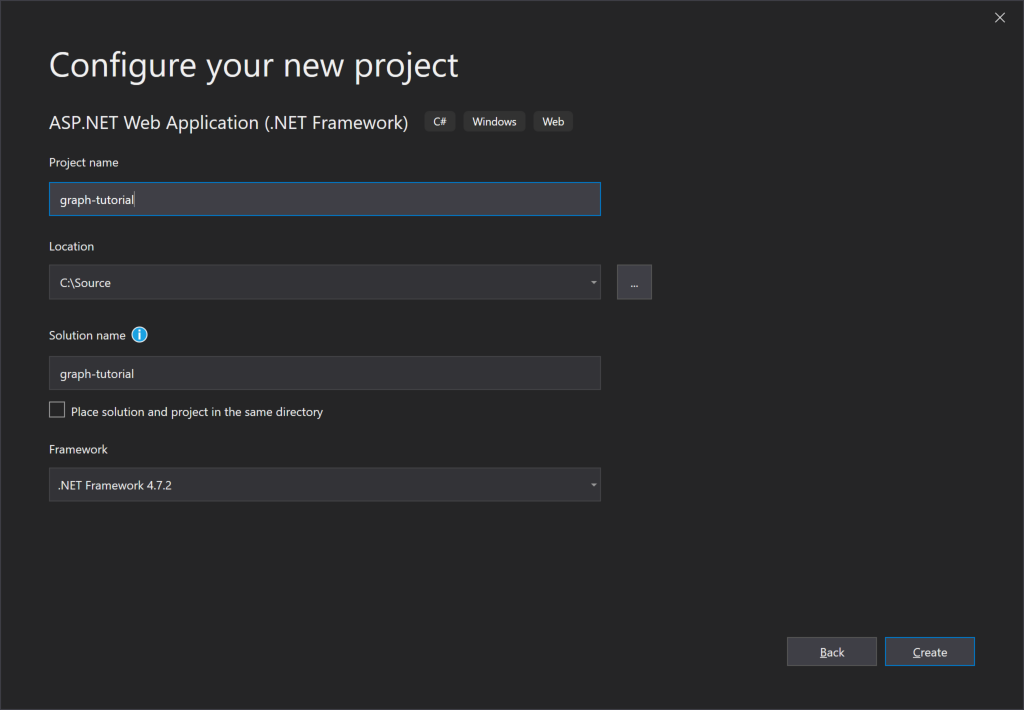 Configure your new project
ASP.NET Web Application (.NET Framework) C# Windows Web
Project name
graph-tutorial
Location
C:\Source
...
Solution name
graph-tutorial
Place solution and project in the same directory
Framework
.NET Framework 4.7.2
Back Create